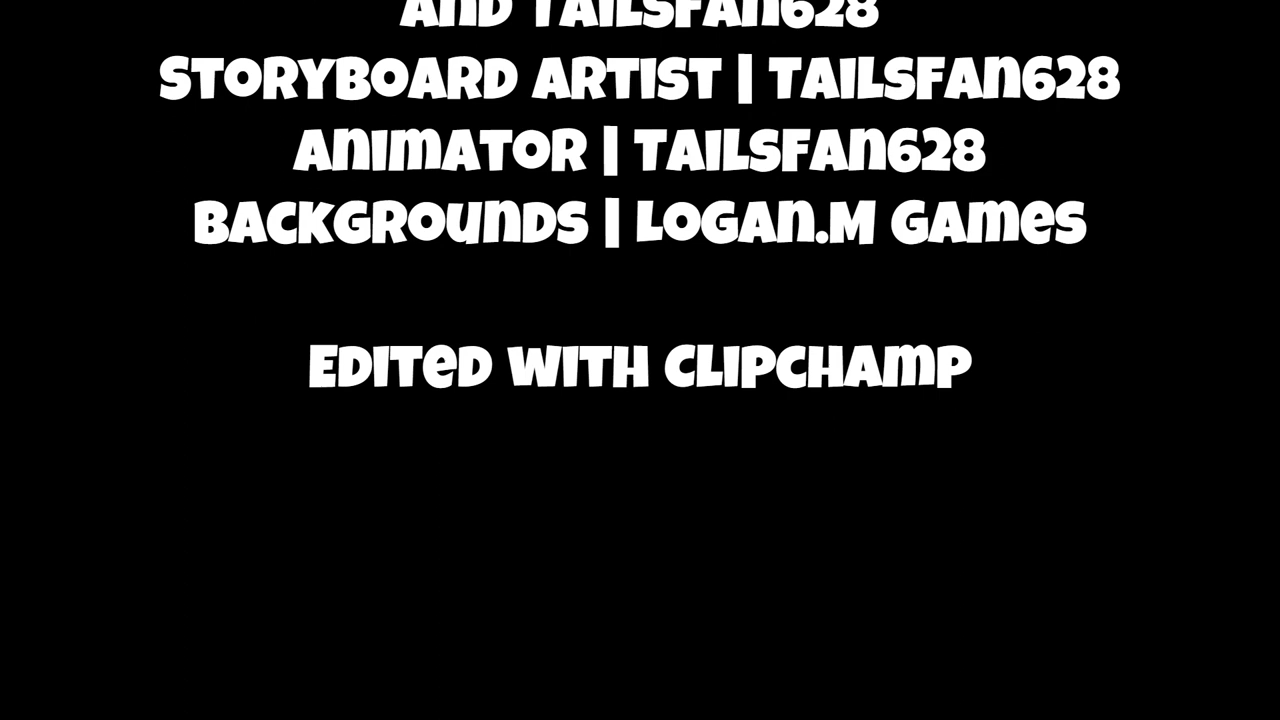 AND TAILSFAN628
STORYBOARD ARTIST | TAILSFAN628
ANIMATOR | TAILSFAN628
BACKGROUNDS | LOGAN.M GAMES
EDITED WITH CLIPCHAMP